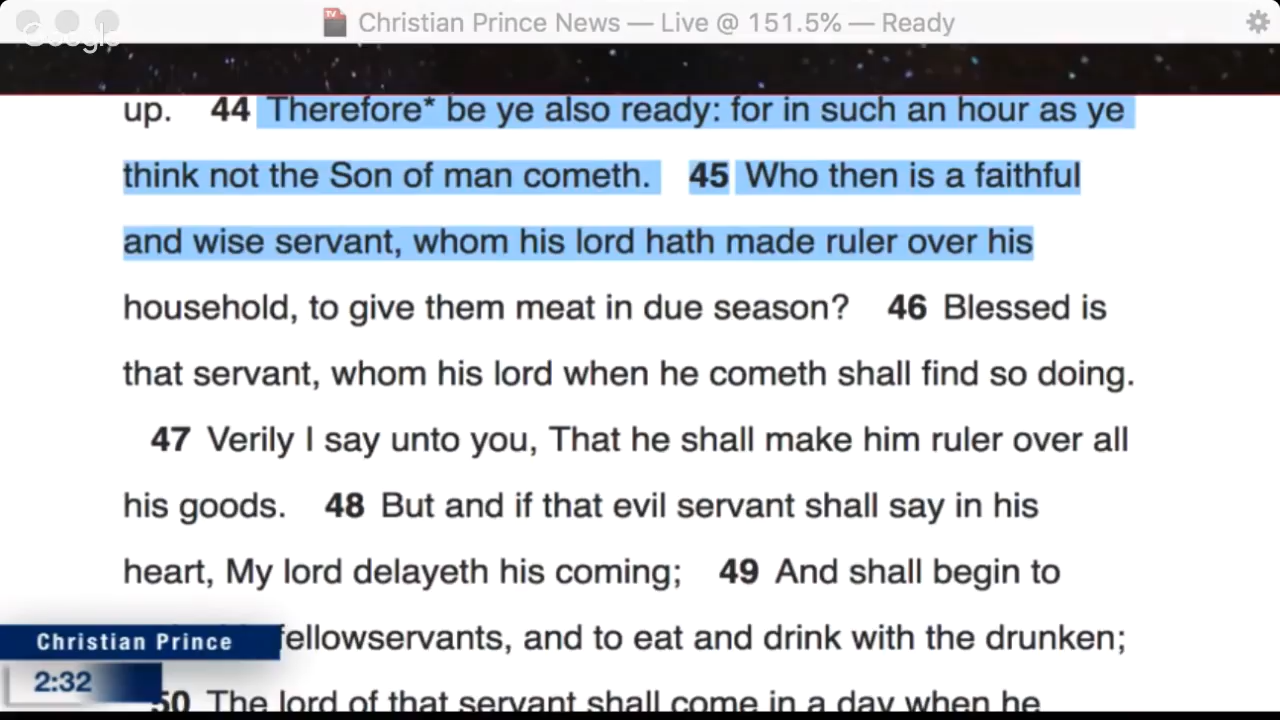 Christian Prince News — Live @ 151.5% — Ready
Google
TV
up. 44 Therefore* be ye also ready: for in such an hour as ye
think not the Son of man cometh. 45 Who then is a faithful
and wise servant, whom his lord hath made ruler over his
household, to give them meat in due season? 46 Blessed is
that servant, whom his lord when he cometh shall find so doing.
47 Verily I say unto you, That he shall make him ruler over all
his goods. 48 But and if that evil servant shall say in his
heart, My lord delayeth his coming; 49 And shall begin to
fellowservants, and to eat and drink with the drunken;
Christian Prince
2:32
50 The lord of that servant shall come in a day when he